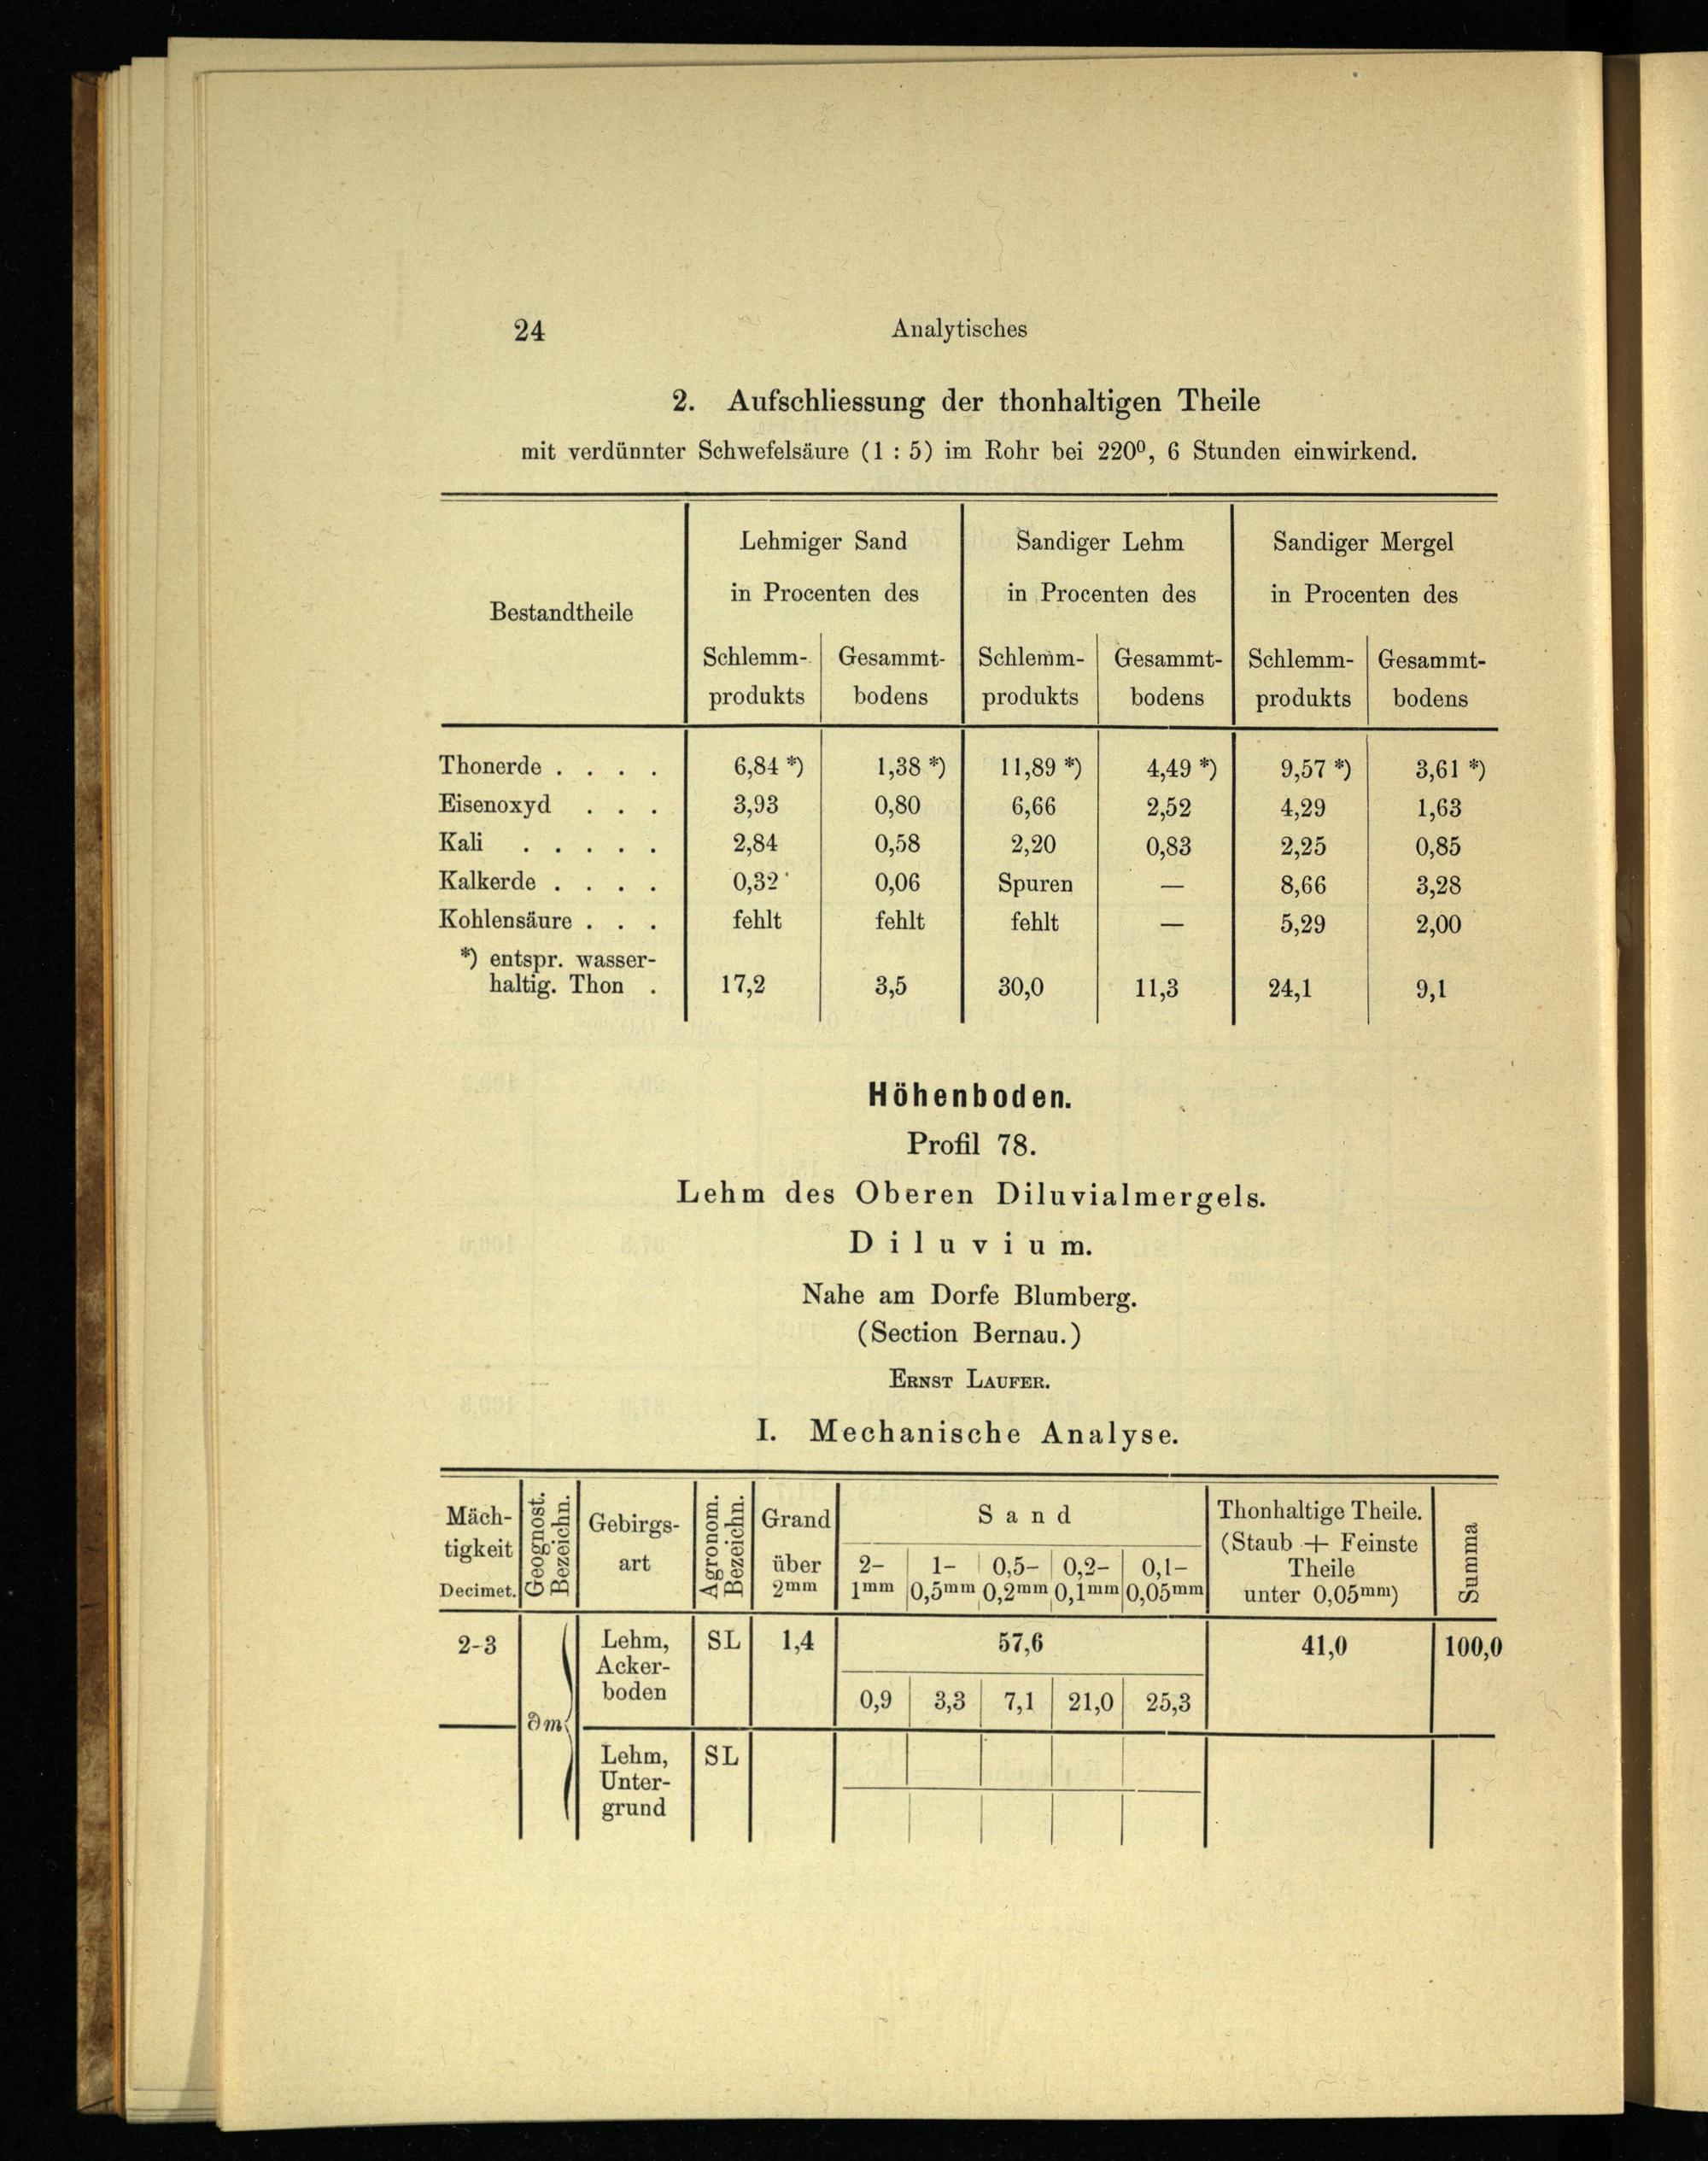 24 Analytisches
2. Aufschliessung der thonhaltigen Theile
mit verdünnter Schwefelsäure (1 : 5) im Rohr bei 220⁰, 6 Stunden einwirkend.
Bestandtheile
Lehmiger Sand Sandiger Lehm Sandiger Mergel
in Procenten des in Procenten des in Procenten des
Schlemm- Gesammt- Schlemm- Gesammt- Schlemm- Gesammt-
produkts bodens produkts bodens produkts bodens
Thonerde . . . . 6,84 *) 1,38 *) 11,89 *) 4,49 *) 9,57 *) 3,61 *)
Eisenoxyd . . . 3,93 0,80 6,66 2,52 4,29 1,63
Kali . . . . . 2,84 0,58 2,20 0,83 2,25 0,85
Kalkerde . . . . 0,32 0,06 Spuren — 8,66 3,28
Kohlensäure . . . fehlt fehlt fehlt — 5,29 2,00
*) entspr. wasser-
haltig. Thon . 17,2 3,5 30,0 11,3 24,1 9,1
Höhenboden.
Profil 78.
Lehm des Oberen Diluvialmergels.
Diluvium.
Nahe am Dorfe Blumberg.
(Section Bernau.)
Ernst Laufer.
I. Mechanische Analyse.
Mäch-
tigkeit
Decimet.
Geognost.
Bezeichn.
Gebirgs-
art
Agronom.
Bezeichn.
Grand
über
2mm
Sand
2- 1- 0,5- 0,2- 0,1-
1mm 0,5mm 0,2mm 0,1mm 0,05mm
Thonhaltige Theile.
(Staub + Feinste
Theile
unter 0,05mm)
Summa
2-3 Lehm, SL 1,4 57,6 41,0 100,0
Acker-
boden 0,9 3,3 7,1 21,0 25,3
∂m
Lehm, SL
Unter-
grund